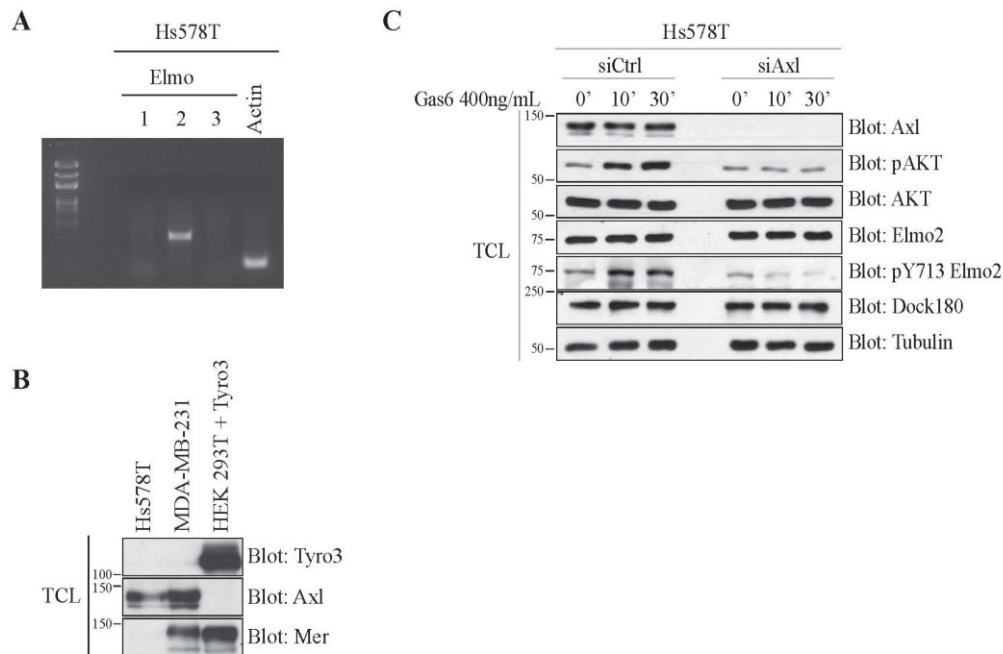 A
Hs578T
Elmo
1 2 3 Actin
B
Hs578T MDA-MB-231 HEK 293T + Tyro3
TCL
Blot: Tyro3
100
150 Blot: Axl
150 Blot: Mer
C
Hs578T
siCtrl siAxl
Gas6 400ng/mL 0’ 10’ 30’ 0’ 10’ 30’
TCL
150 Blot: Axl
50 Blot: pAKT
50 Blot: AKT
75 Blot: Elmo2
75 Blot: pY713 Elmo2
250
Blot: Dock180
50 Blot: Tubulin